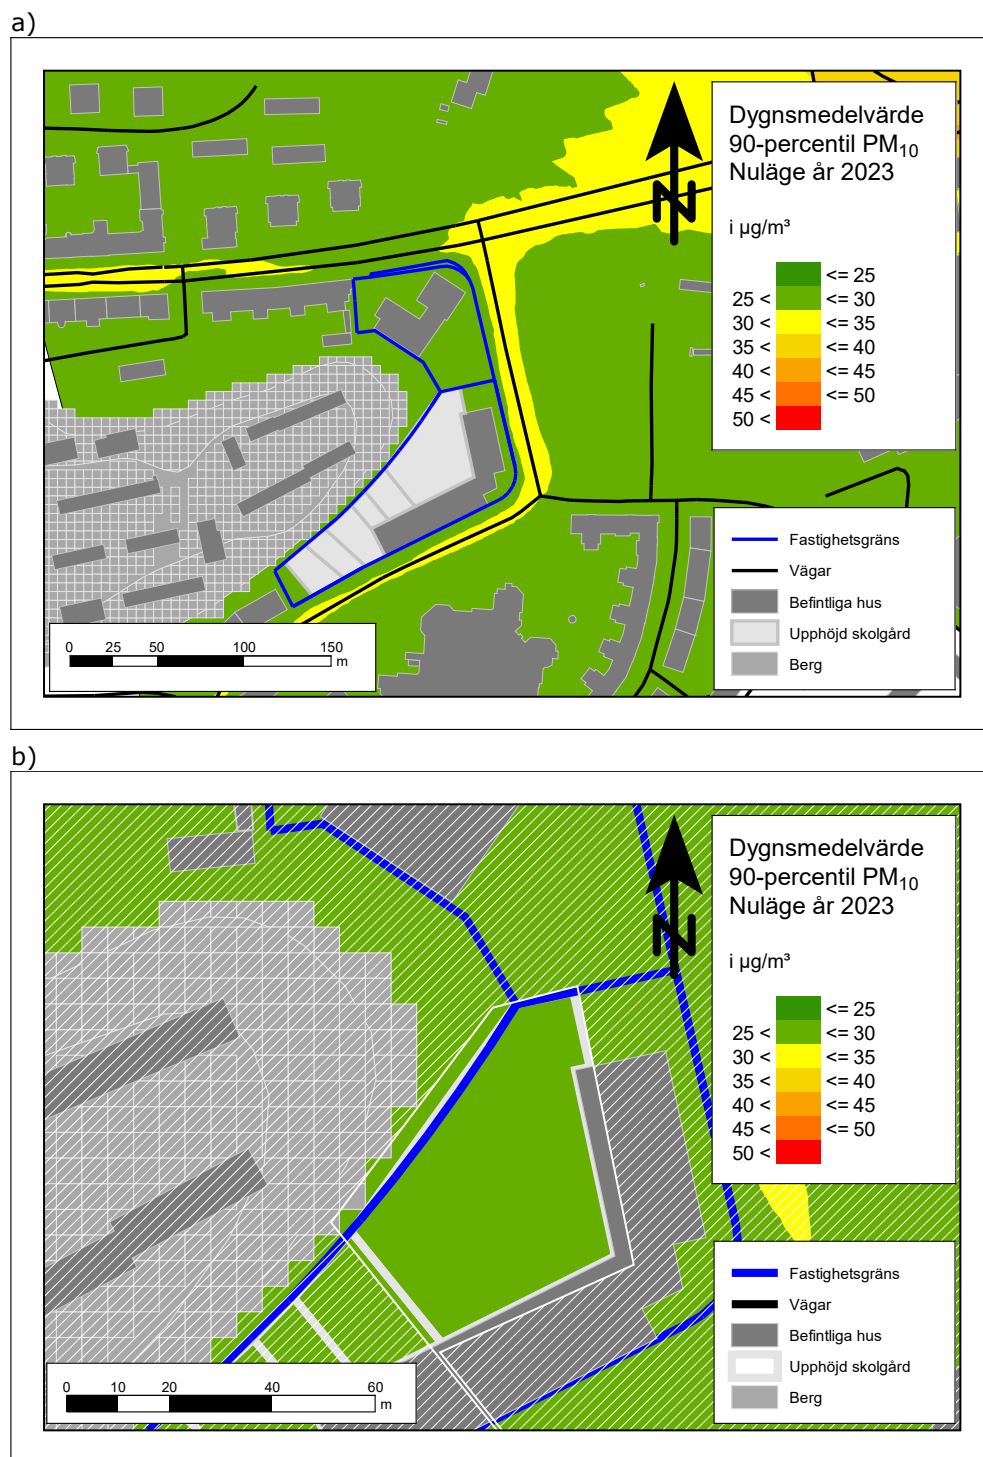 a)
Dygnsmedelvärde
90-percentil PM10
Nuläge år 2023
i µg/m³
<= 25
25 < <= 30
30 < <= 35
35 < <= 40
40 < <= 45
45 < <= 50
50 <
N
Fastighetsgräns
Vägar
Befintliga hus
Upphöjd skolgård
Berg
0 25 50 100 150
m
b)
Dygnsmedelvärde
90-percentil PM10
Nuläge år 2023
i µg/m³
<= 25
25 < <= 30
30 < <= 35
35 < <= 40
40 < <= 45
45 < <= 50
50 <
N
Fastighetsgräns
Vägar
Befintliga hus
Upphöjd skolgård
Berg
0 10 20 40 60
m